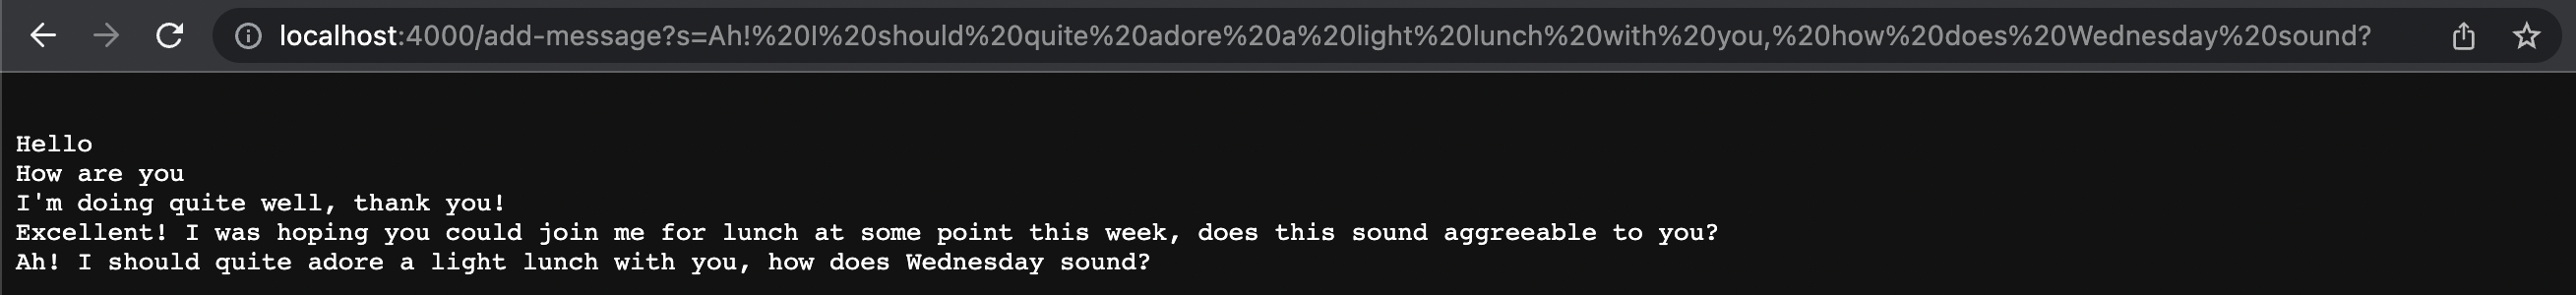 localhost:4000/add-message?s=Ah!%20I%20should%20quite%20adore%20a%20light%20lunch%20with%20you,%20how%20does%20Wednesday%20sound?
Hello
How are you
I'm doing quite well, thank you!
Excellent! I was hoping you could join me for lunch at some point this week, does this sound aggreeable to you?
Ah! I should quite adore a light lunch with you, how does Wednesday sound?